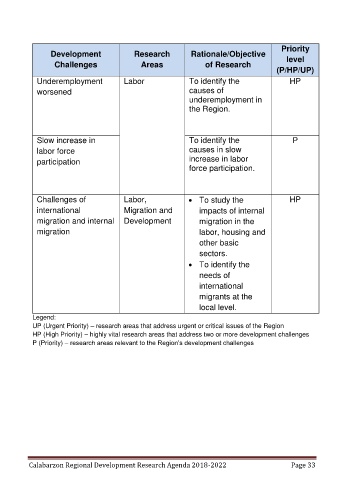 Development Challenges | Research Areas | Rationale/Objective of Research | Priority level (P/HP/UP)
Underemployment
worsened
Labor
To identify the
causes of
underemployment in
the Region.
HP
Slow increase in
labor force
participation
To identify the
causes in slow
increase in labor
force participation.
P
Challenges of
international
migration and internal
migration
Labor,
Migration and
Development
• To study the
impacts of internal
migration in the
labor, housing and
other basic
sectors.
• To identify the
needs of
international
migrants at the
local level.
HP
Legend:
UP (Urgent Priority) – research areas that address urgent or critical issues of the Region
HP (High Priority) – highly vital research areas that address two or more development challenges
P (Priority) – research areas relevant to the Region's development challenges
Calabarzon Regional Development Research Agenda 2018-2022 Page 33